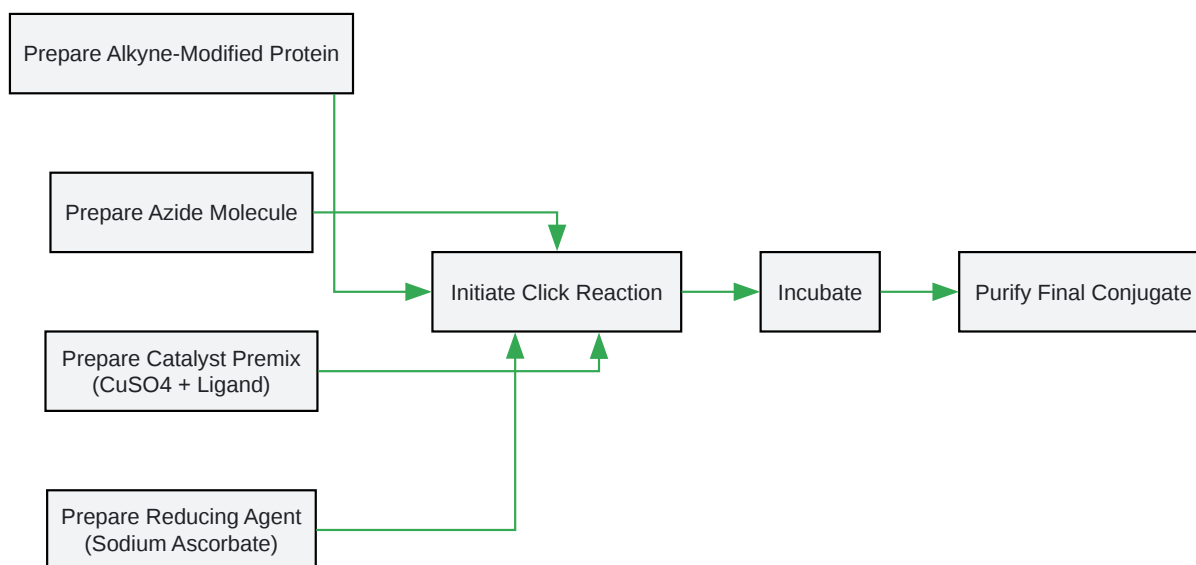 Prepare Alkyne-Modified Protein
Prepare Azide Molecule
Initiate Click Reaction
Incubate
Purify Final Conjugate
Prepare Catalyst Premix
(CuSO4 + Ligand)
Prepare Reducing Agent
(Sodium Ascorbate)